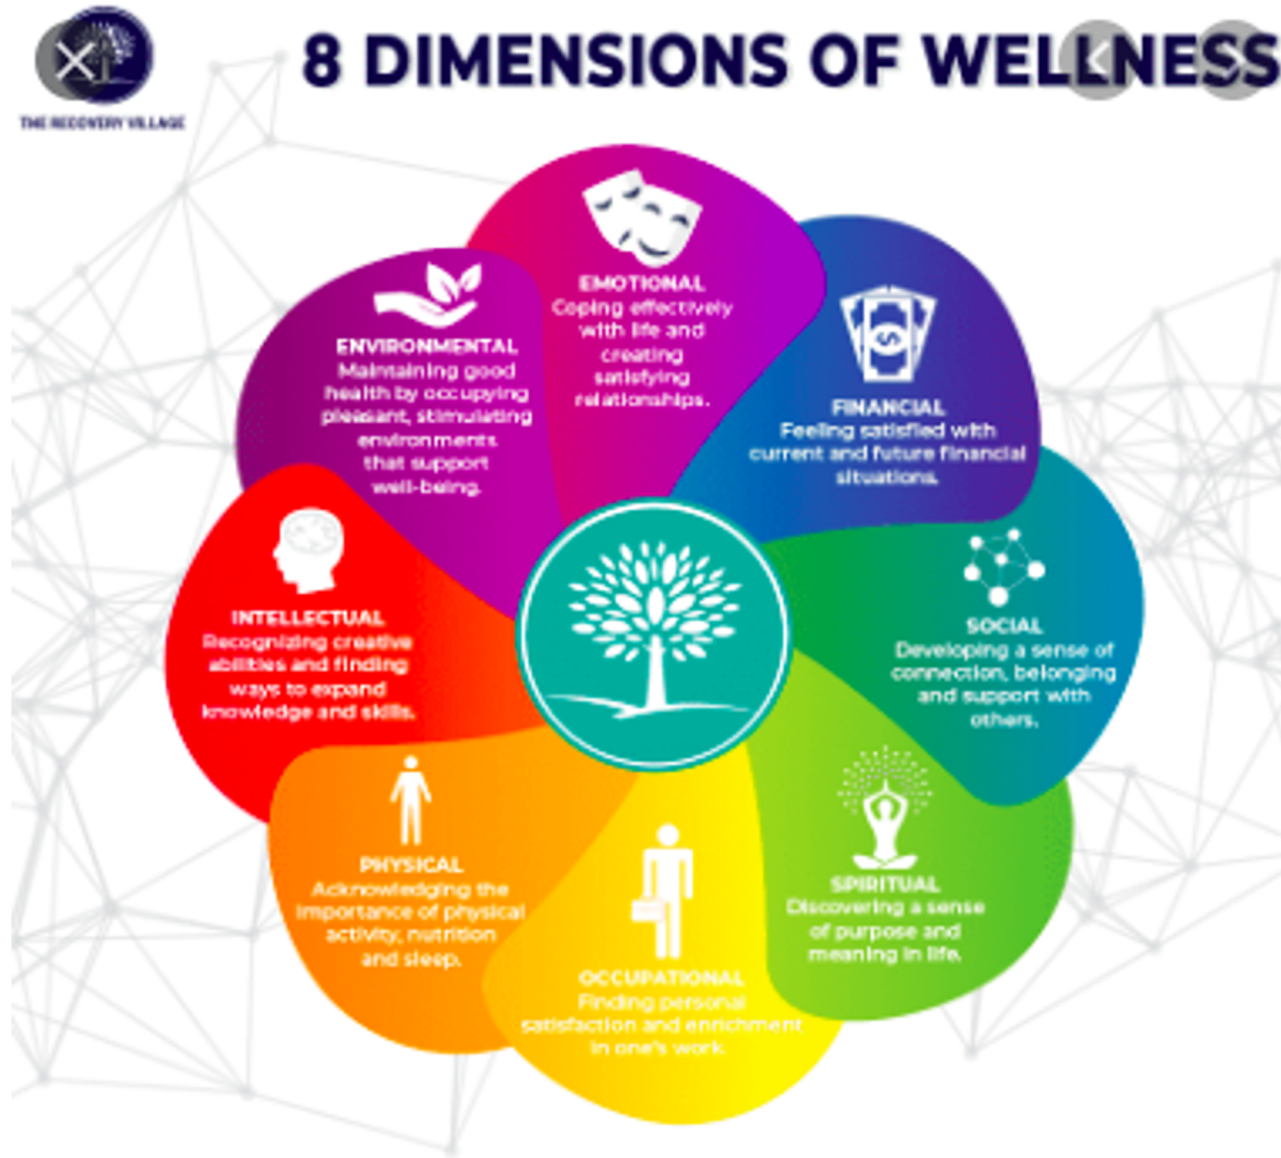 8 DIMENSIONS OF WELLNESS
THE RECOVERY VILLAGE
EMOTIONAL
Coping effectively
with life and
creating
satisfying
relationships.
FINANCIAL
Feeling satisfied with
current and future financial
situations.
SOCIAL
Developing a sense of
connection, belonging
and support with
others.
SPIRITUAL
Discovering a sense
of purpose and
meaning in life.
OCCUPATIONAL
Finding personal
satisfaction and enrichment
in one's work.
PHYSICAL
Acknowledging the
importance of physical
activity, nutrition
and sleep.
INTELLECTUAL
Recognizing creative
abilities and finding
ways to expand
knowledge and skills.
ENVIRONMENTAL
Maintaining good
health by occupying
pleasant, stimulating
environments
that support
well-being.